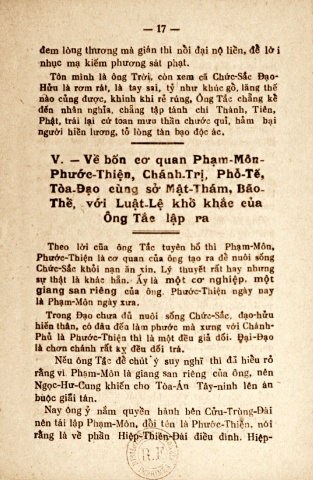 — 17 —
đem lòng thương mà gián thì nổi đại nộ liền, để lời
nhục mạ kiếm phương sát phạt.
Tôn mình là ông Trời, còn xem cả Chức-Sắc Đạo-
Hữu là rơm rát, là tay sai, tỷ như khúc gỗ, lăng thế
nào cũng được, khinh khi rẻ rúng, Ông Tắc chẳng kể
đến nhân nghĩa, chẳng tập tánh chí Thánh, Tiên,
Phật, trái lại cứ toan mưu thần chước quỉ, hăm hại
người hiền lương, tỏ lòng tàn bạo độc ác.
V. — Về bốn cơ quan Phạm-Môn-
Phước-Thiện, Chánh-Trị, Phổ-Tế,
Tòa-Đạo cùng sở Mật-Thám, Bảo-
Thể, với Luật-Lệ khổ khắc của
Ông Tắc lập ra
Theo lời của ông Tắc tuyên bố thì Phạm-Môn,
Phước-Thiện là cơ quan của ông tạo ra để nuôi sống
Chức-Sắc khỏi nạn ăn xin. Lý thuyết rất hay nhưng
sự thật là khác hẳn. Ấy là một cơ nghiệp, một
giang san riêng của ông. Phước-Thiện ngày nay
là Phạm-Môn ngày xưa.
Trong Đạo chưa đủ nuôi sống Chức-Sắc, đạo-hữu
hiến thân, có đâu đến làm phước mà xưng với Chánh-
Phủ là Phước-Thiện thì là một đều giả dối. Đại-Đạo
là chơn chánh rất kỵ đều dối trá.
Nếu ông Tắc để chút ý suy nghĩ thì đã hiểu rõ
rằng vì Phạm-Môn là giang san riêng của ông, nên
Ngọc-Hư-Cung khiến cho Tòa-Án Tây-ninh lên án
buộc giải tán.
Nay ông ỷ nắm quyền hành bên Cửu-Trùng-Đài
nên tái lập Phạm-Môn, đổi tên là Phước-Thiện, nói
rằng là về phần Hiệp-Thiên-Đài điều đình. Hiệp-